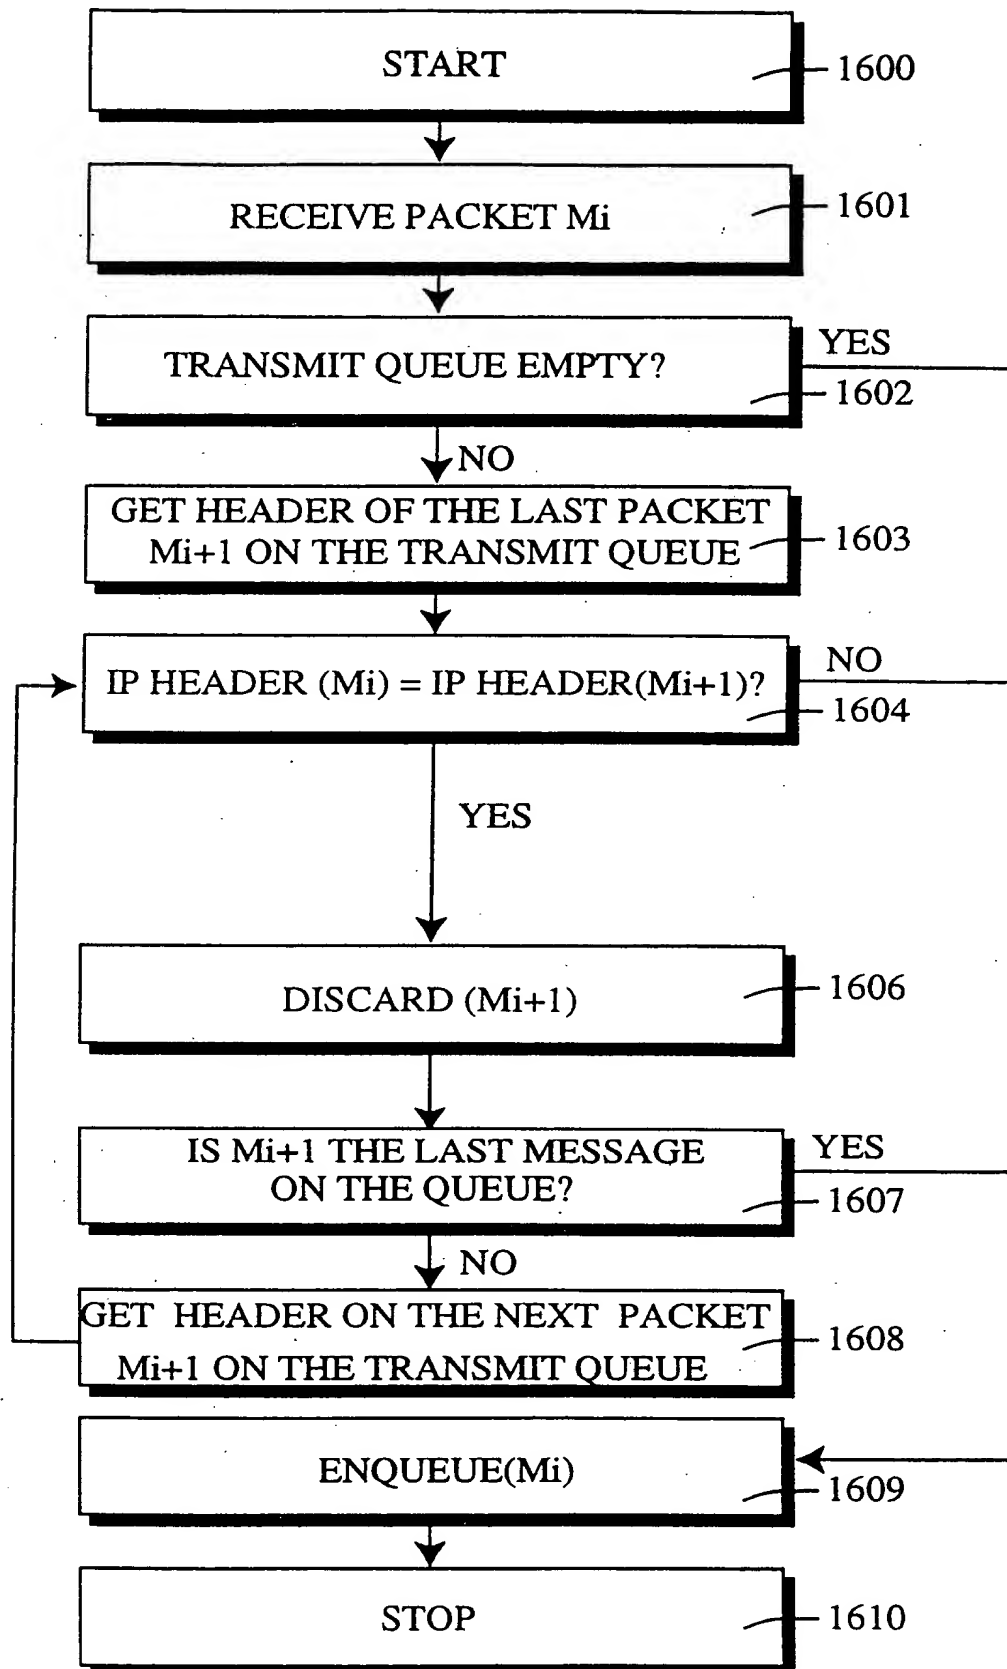 START
1600
RECEIVE PACKET Mi
1601
TRANSMIT QUEUE EMPTY?
YES
1602
NO
GET HEADER OF THE LAST PACKET
Mi+1 ON THE TRANSMIT QUEUE
1603
IP HEADER (Mi) = IP HEADER(Mi+1)?
NO
1604
YES
DISCARD (Mi+1)
1606
IS Mi+1 THE LAST MESSAGE
ON THE QUEUE?
YES
1607
NO
GET HEADER ON THE NEXT PACKET
Mi+1 ON THE TRANSMIT QUEUE
1608
ENQUEUE(Mi)
1609
STOP
1610